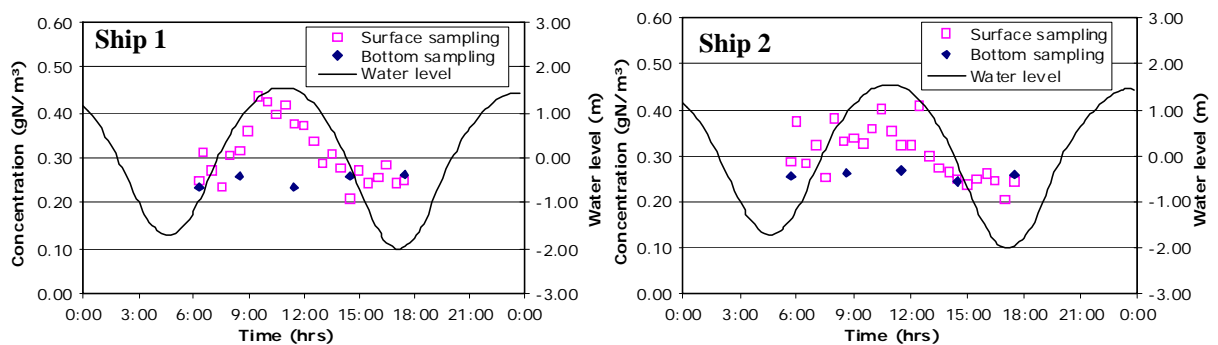 Ship 1
Surface sampling
Bottom sampling
Water level
Concentration (gN/m³)
0.60
0.50
0.40
0.30
0.20
0.10
0.00
3.00
2.00
1.00
0.00
-1.00
-2.00
-3.00
Water level (m)
0:00 3:00 6:00 9:00 12:00 15:00 18:00 21:00 0:00
Time (hrs)
Ship 2
Surface sampling
Bottom sampling
Water level
Concentration (gN/m³)
0.60
0.50
0.40
0.30
0.20
0.10
0.00
3.00
2.00
1.00
0.00
-1.00
-2.00
-3.00
Water level (m)
0:00 3:00 6:00 9:00 12:00 15:00 18:00 21:00 0:00
Time (hrs)